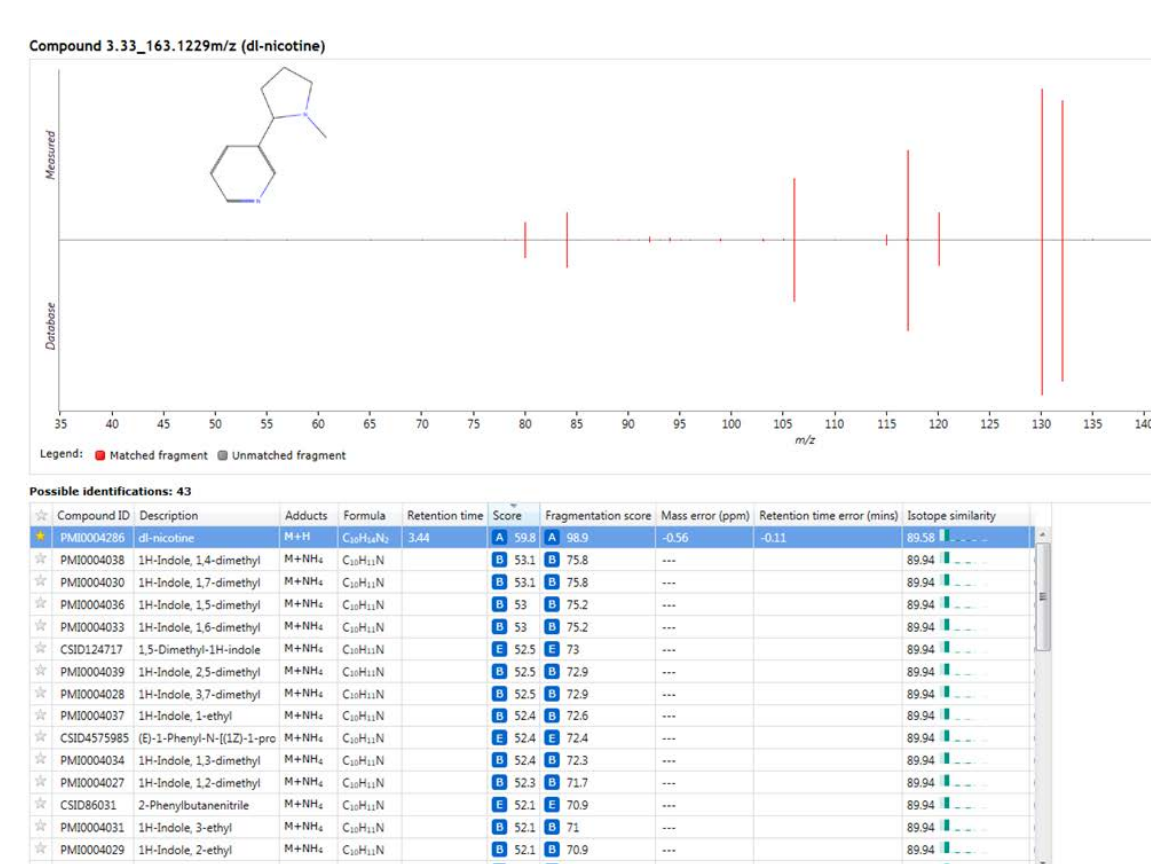 Compound 3.33_163.1229m/z (dl-nicotine)
Measured
Database
N
N
35 40 45 50 55 60 65 70 75 80 85 90 95 100 105 110 115 120 125 130 135 140
m/z
Legend: Matched fragment Unmatched fragment
Possible identifications: 43
Compound ID Description Adducts Formula Retention time Score Fragmentation score Mass error (ppm) Retention time error (mins) Isotope similarity
PMI0004286 dl-nicotine M+H C₁₀H₁₄N₂ 3.44 A 59.8 A 98.9 -0.56 -0.11 89.58
PMI0004038 1H-Indole, 1,4-dimethyl M+NH₄ C₁₀H₁₁N B 53.1 B 75.8 --- 89.94
PMI0004030 1H-Indole, 1,7-dimethyl M+NH₄ C₁₀H₁₁N B 53.1 B 75.8 --- 89.94
PMI0004036 1H-Indole, 1,5-dimethyl M+NH₄ C₁₀H₁₁N B 53 B 75.2 --- 89.94
PMI0004033 1H-Indole, 1,6-dimethyl M+NH₄ C₁₀H₁₁N B 53 B 75.2 --- 89.94
CSID124717 1,5-Dimethyl-1H-indole M+NH₄ C₁₀H₁₁N E 52.5 E 73 --- 89.94
PMI0004039 1H-Indole, 2,5-dimethyl M+NH₄ C₁₀H₁₁N B 52.5 B 72.9 --- 89.94
PMI0004028 1H-Indole, 3,7-dimethyl M+NH₄ C₁₀H₁₁N B 52.5 B 72.9 --- 89.94
PMI0004037 1H-Indole, 1-ethyl M+NH₄ C₁₀H₁₁N B 52.4 B 72.6 --- 89.94
CSID4575985 (E)-1-Phenyl-N-[(1Z)-1-pro M+NH₄ C₁₀H₁₁N E 52.4 E 72.4 --- 89.94
PMI0004034 1H-Indole, 1,3-dimethyl M+NH₄ C₁₀H₁₁N B 52.4 B 72.3 --- 89.94
PMI0004027 1H-Indole, 1,2-dimethyl M+NH₄ C₁₀H₁₁N B 52.3 B 71.7 --- 89.94
CSID86031 2-Phenylbutanenitrile M+NH₄ C₁₀H₁₁N E 52.1 E 70.9 --- 89.94
PMI0004031 1H-Indole, 3-ethyl M+NH₄ C₁₀H₁₁N B 52.1 B 71 --- 89.94
PMI0004029 1H-Indole, 2-ethyl M+NH₄ C₁₀H₁₁N B 52.1 B 70.9 --- 89.94